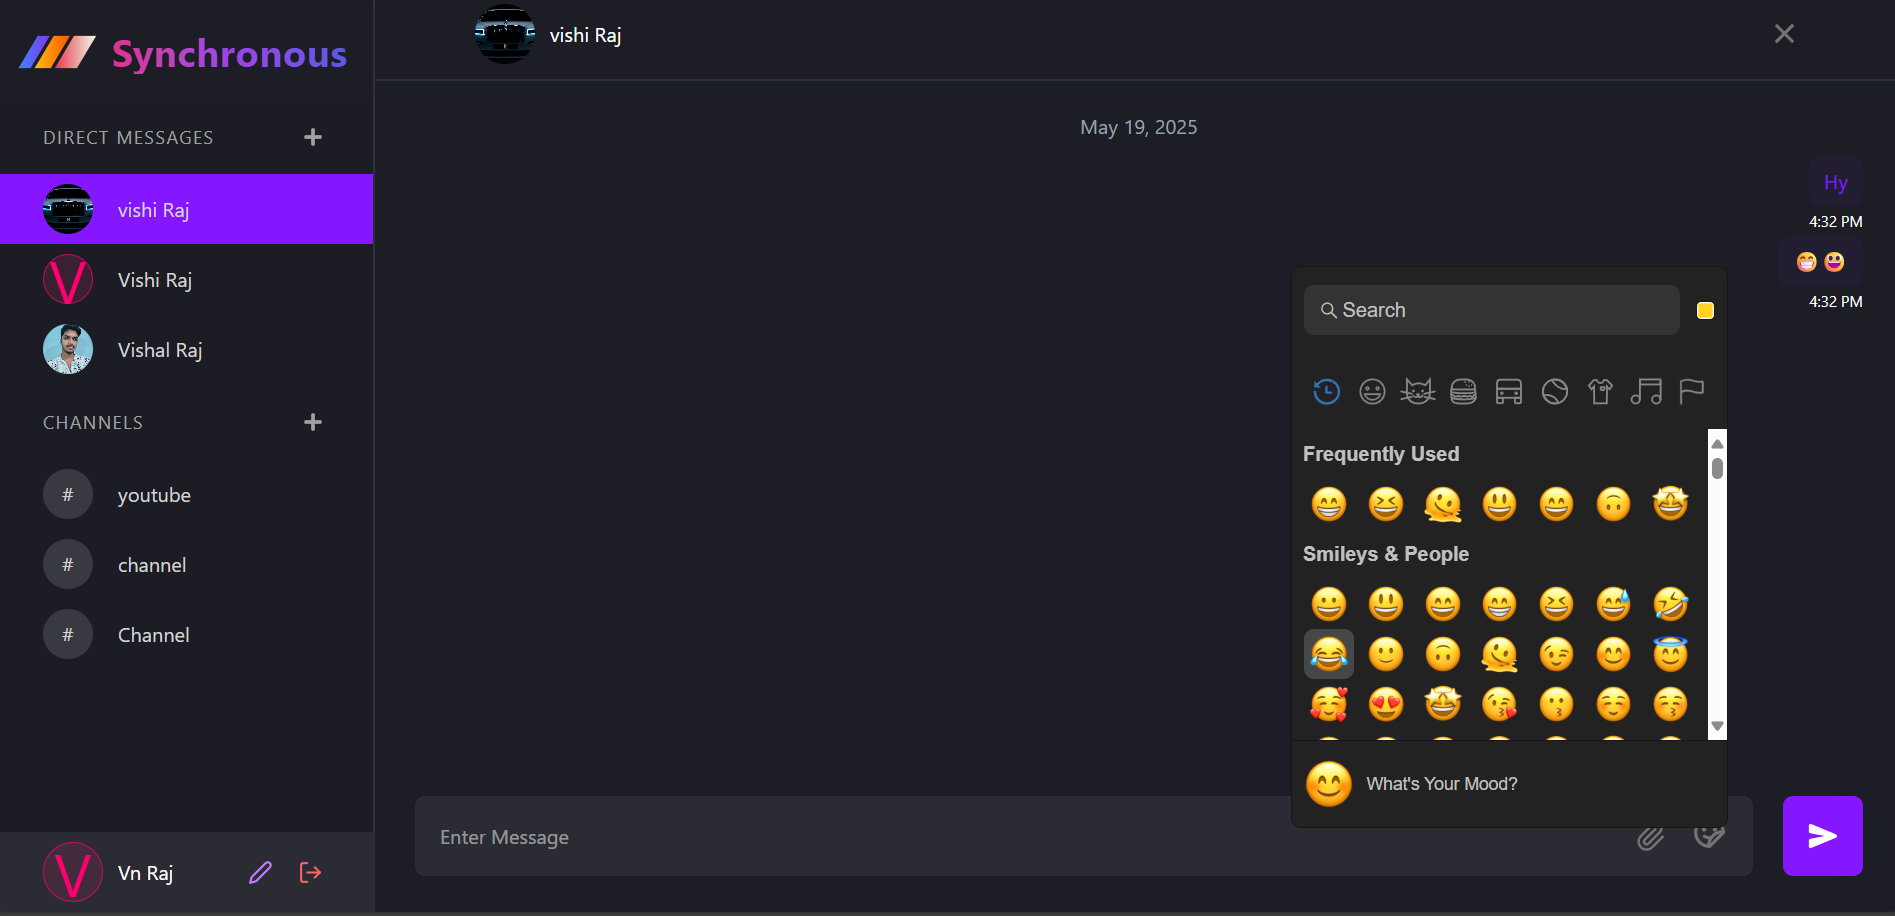 Synchronous
DIRECT MESSAGES
vishi Raj
Vishi Raj
Vishal Raj
CHANNELS
# youtube
# channel
# Channel
V Vn Raj
vishi Raj
May 19, 2025
Hy
4:32 PM
😁😃
4:32 PM
Search
Frequently Used
Smileys & People
What's Your Mood?
Enter Message